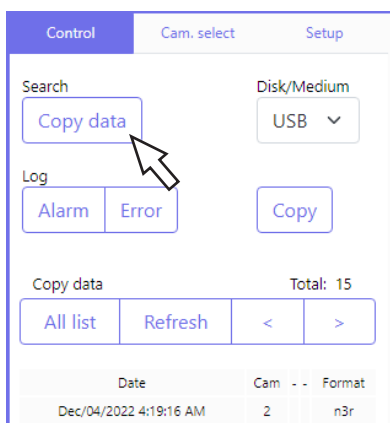 Control Cam. select Setup
Search Disk/Medium
Copy data USB
Log
Alarm Error Copy
Copy data Total: 15
All list Refresh < >
Date Cam - - Format
Dec/04/2022 4:19:16 AM 2 n3r